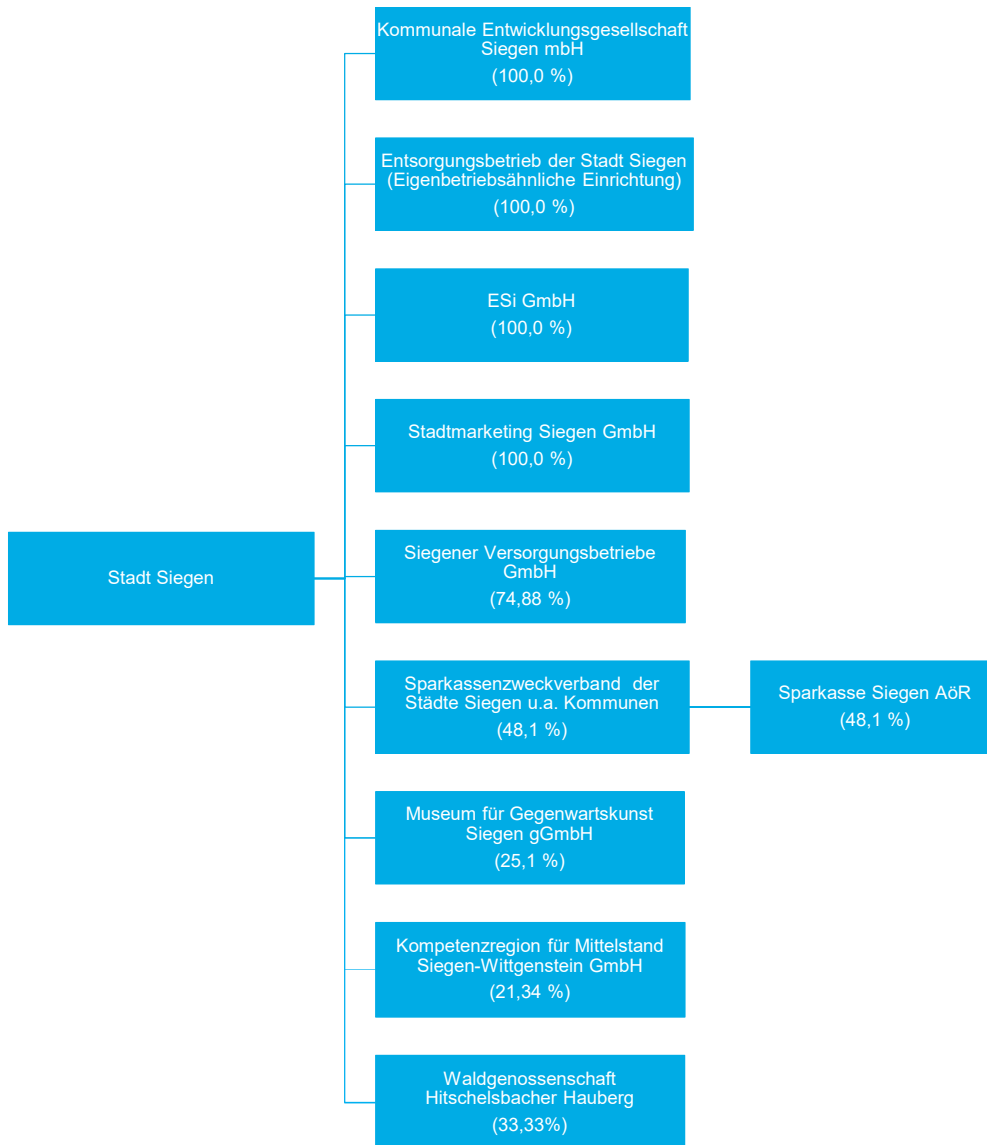 Kommunale Entwicklungsgesellschaft
Siegen mbH
(100,0 %)
Entsorgungsbetrieb der Stadt Siegen
(Eigenbetriebsähnliche Einrichtung)
(100,0 %)
ESi GmbH
(100,0 %)
Stadtmarketing Siegen GmbH
(100,0 %)
Stadt Siegen
Siegener Versorgungsbetriebe
GmbH
(74,88 %)
Sparkassenzweckverband der
Städte Siegen u.a. Kommunen
(48,1 %)
Sparkasse Siegen AöR
(48,1 %)
Museum für Gegenwartskunst
Siegen gGmbH
(25,1 %)
Kompetenzregion für Mittelstand
Siegen-Wittgenstein GmbH
(21,34 %)
Waldgenossenschaft
Hitschelsbacher Hauberg
(33,33%)